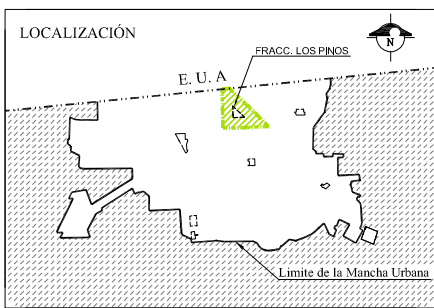 LOCALIZACIÓN
N
FRACC. LOS PINOS
E. U. A
Limite de la Mancha Urbana